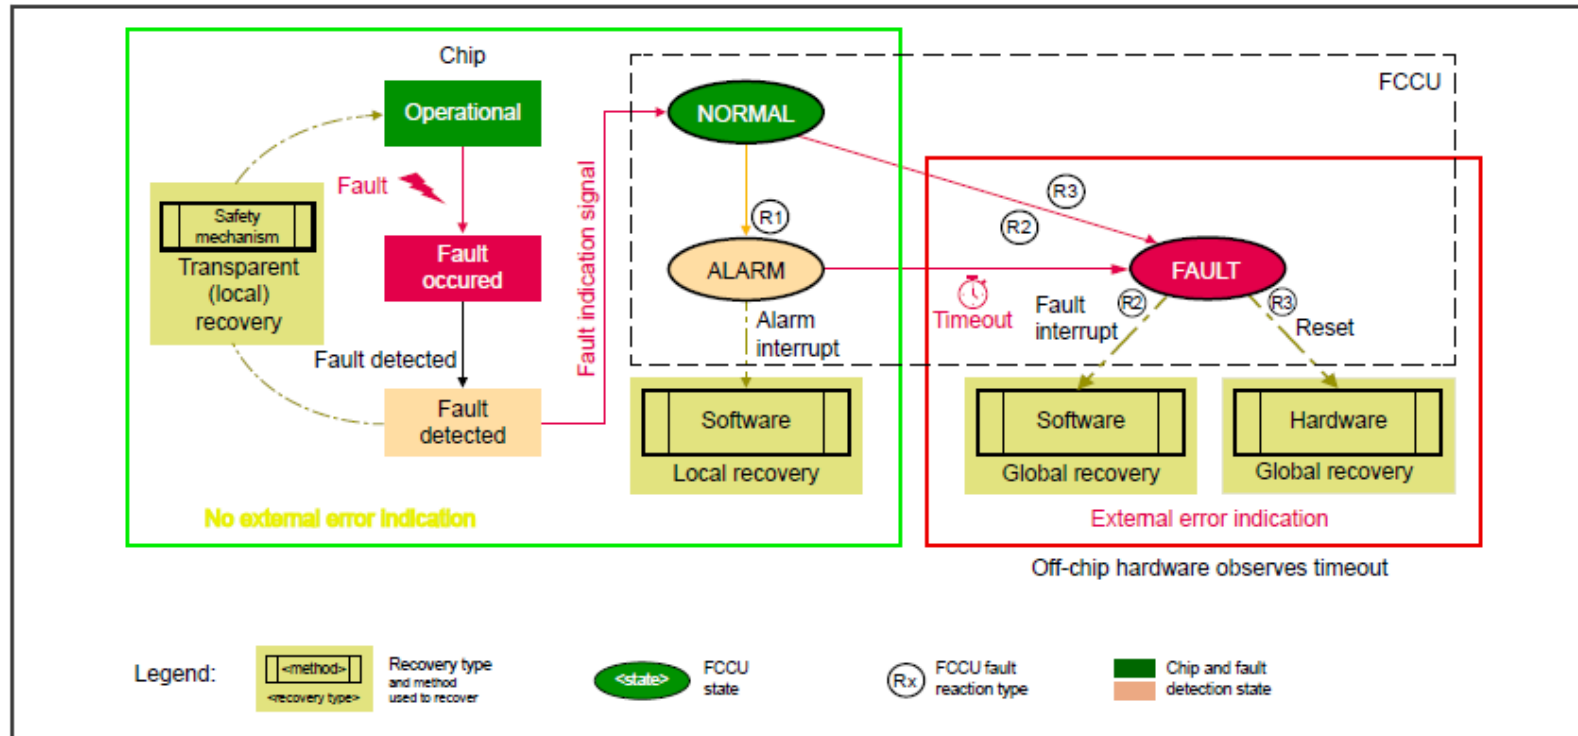 Chip
Operational
Fault
Safety
mechanism
Transparent
(local)
recovery
Fault
occured
Fault detected
Fault
detected
Fault indication signal
No external error indication
FCCU
NORMAL
R1
R3
R2
ALARM
Timeout
FAULT
Alarm
interrupt
Fault
interrupt
R2
R3
Reset
Software
Local recovery
Software
Global recovery
Hardware
Global recovery
External error indication
Off-chip hardware observes timeout
Legend:
<method>
<recovery type>
Recovery type
and method
used to recover
<state>
FCCU
state
Rx
FCCU fault
reaction type
Chip and fault
detection state